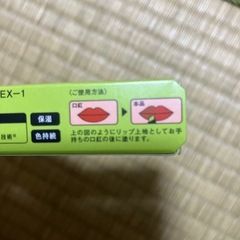 EX-1
〈ご使用方法〉
口紅
本品
保湿
色持続
技術※
上の図のようにリップ上地としてお手
持ちの口紅の後に塗ります。